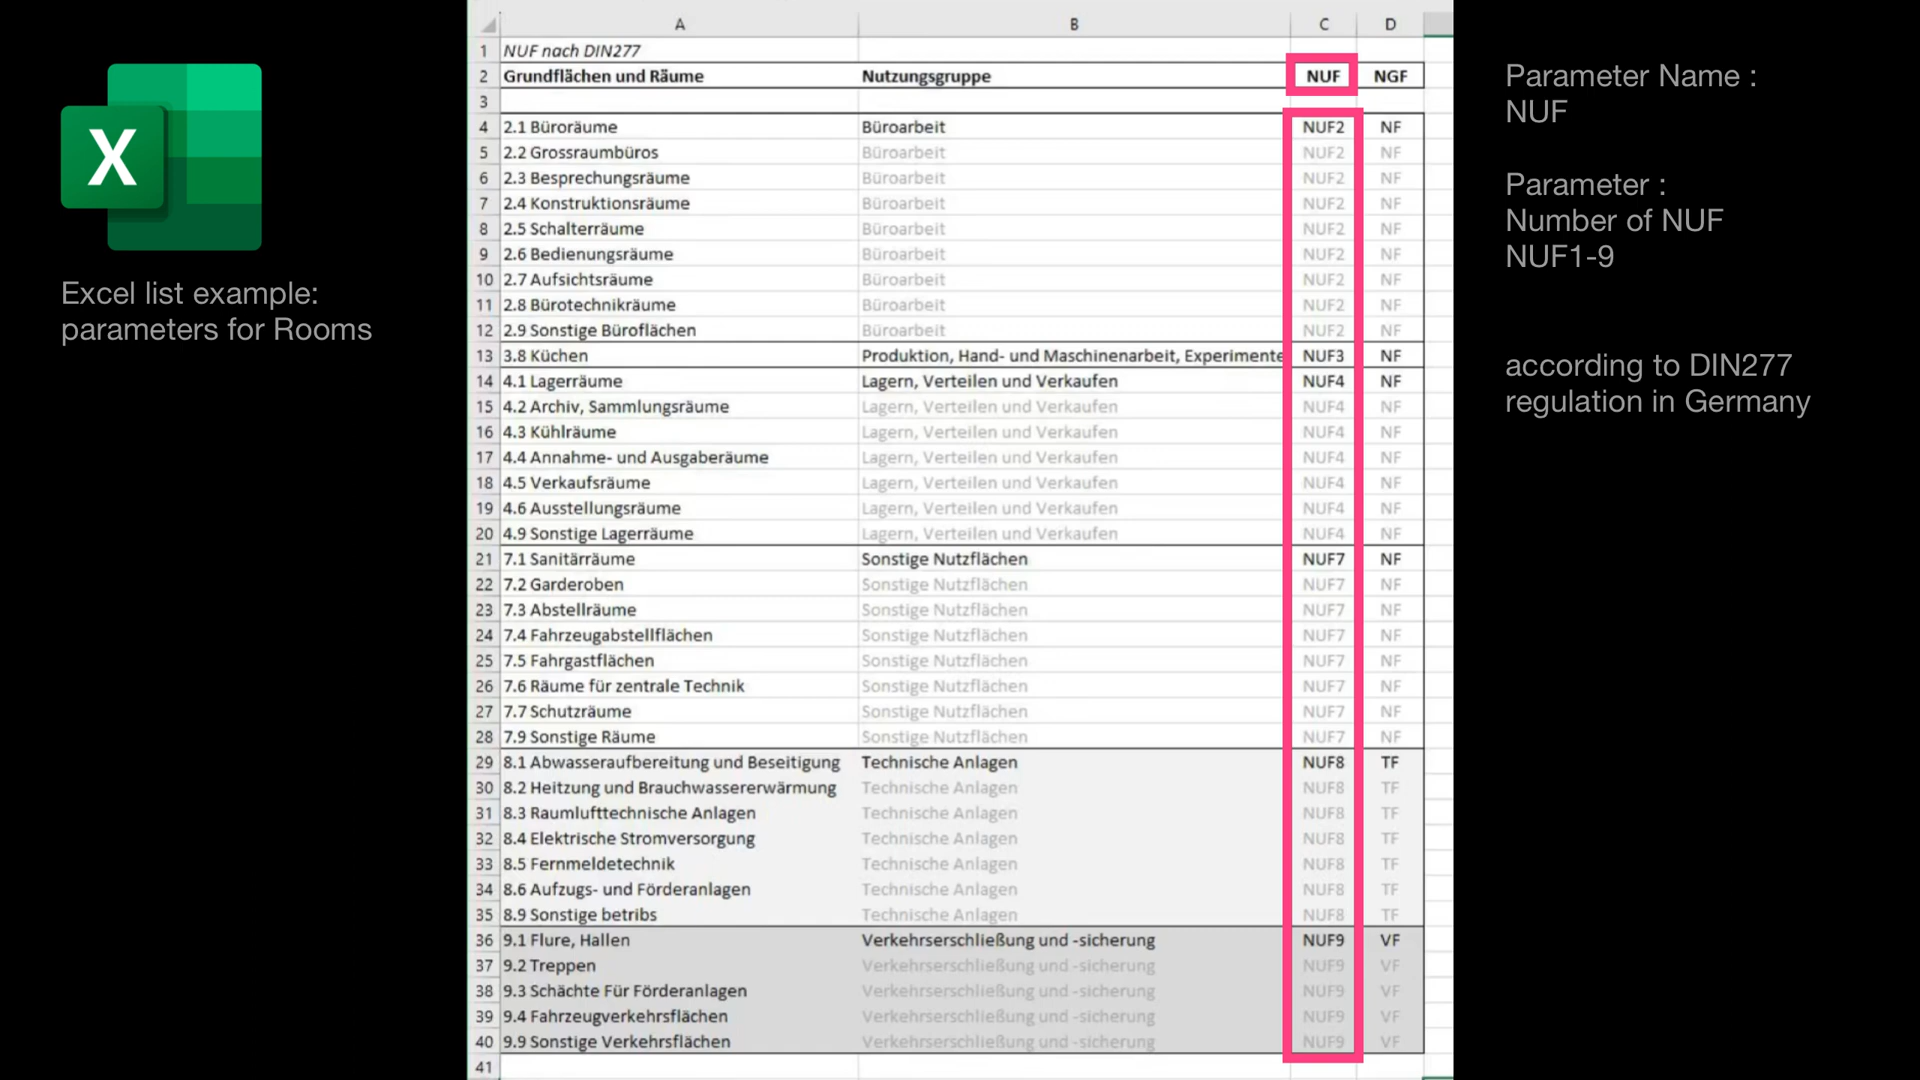 X
Excel list example:
parameters for Rooms
A B C D
1 NUF nach DIN277
2 Grundflächen und Räume Nutzungsgruppe NUF NGF
3
4 2.1 Büroräume Büroarbeit NUF2 NF
5 2.2 Grossraumbüros Büroarbeit NUF2 NF
6 2.3 Besprechungsräume Büroarbeit NUF2 NF
7 2.4 Konstruktionsräume Büroarbeit NUF2 NF
8 2.5 Schalterräume Büroarbeit NUF2 NF
9 2.6 Bedienungsräume Büroarbeit NUF2 NF
10 2.7 Aufsichtsräume Büroarbeit NUF2 NF
11 2.8 Bürotechnikräume Büroarbeit NUF2 NF
12 2.9 Sonstige Büroflächen Büroarbeit NUF2 NF
13 3.8 Küchen Produktion, Hand- und Maschinenarbeit, Experimente NUF3 NF
14 4.1 Lagerräume Lagern, Verteilen und Verkaufen NUF4 NF
15 4.2 Archiv, Sammlungsräume Lagern, Verteilen und Verkaufen NUF4 NF
16 4.3 Kühlräume Lagern, Verteilen und Verkaufen NUF4 NF
17 4.4 Annahme- und Ausgaberäume Lagern, Verteilen und Verkaufen NUF4 NF
18 4.5 Verkaufsräume Lagern, Verteilen und Verkaufen NUF4 NF
19 4.6 Ausstellungsräume Lagern, Verteilen und Verkaufen NUF4 NF
20 4.9 Sonstige Lagerräume Lagern, Verteilen und Verkaufen NUF4 NF
21 7.1 Sanitärräume Sonstige Nutzflächen NUF7 NF
22 7.2 Garderoben Sonstige Nutzflächen NUF7 NF
23 7.3 Abstellräume Sonstige Nutzflächen NUF7 NF
24 7.4 Fahrzeugabstellflächen Sonstige Nutzflächen NUF7 NF
25 7.5 Fahrgastflächen Sonstige Nutzflächen NUF7 NF
26 7.6 Räume für zentrale Technik Sonstige Nutzflächen NUF7 NF
27 7.7 Schutzräume Sonstige Nutzflächen NUF7 NF
28 7.9 Sonstige Räume Sonstige Nutzflächen NUF7 NF
29 8.1 Abwasseraufbereitung und Beseitigung Technische Anlagen NUF8 TF
30 8.2 Heitzung und Brauchwassererwärmung Technische Anlagen NUF8 TF
31 8.3 Raumlufttechnische Anlagen Technische Anlagen NUF8 TF
32 8.4 Elektrische Stromversorgung Technische Anlagen NUF8 TF
33 8.5 Fernmeldetechnik Technische Anlagen NUF8 TF
34 8.6 Aufzugs- und Förderanlagen Technische Anlagen NUF8 TF
35 8.9 Sonstige betribs Technische Anlagen NUF8 TF
36 9.1 Flure, Hallen Verkehrserschließung und -sicherung NUF9 VF
37 9.2 Treppen Verkehrserschließung und -sicherung NUF9 VF
38 9.3 Schächte Für Förderanlagen Verkehrserschließung und -sicherung NUF9 VF
39 9.4 Fahrzeugverkehrsflächen Verkehrserschließung und -sicherung NUF9 VF
40 9.9 Sonstige Verkehrsflächen Verkehrserschließung und -sicherung NUF9 VF
41
Parameter Name :
NUF
Parameter :
Number of NUF
NUF1-9
according to DIN277
regulation in Germany